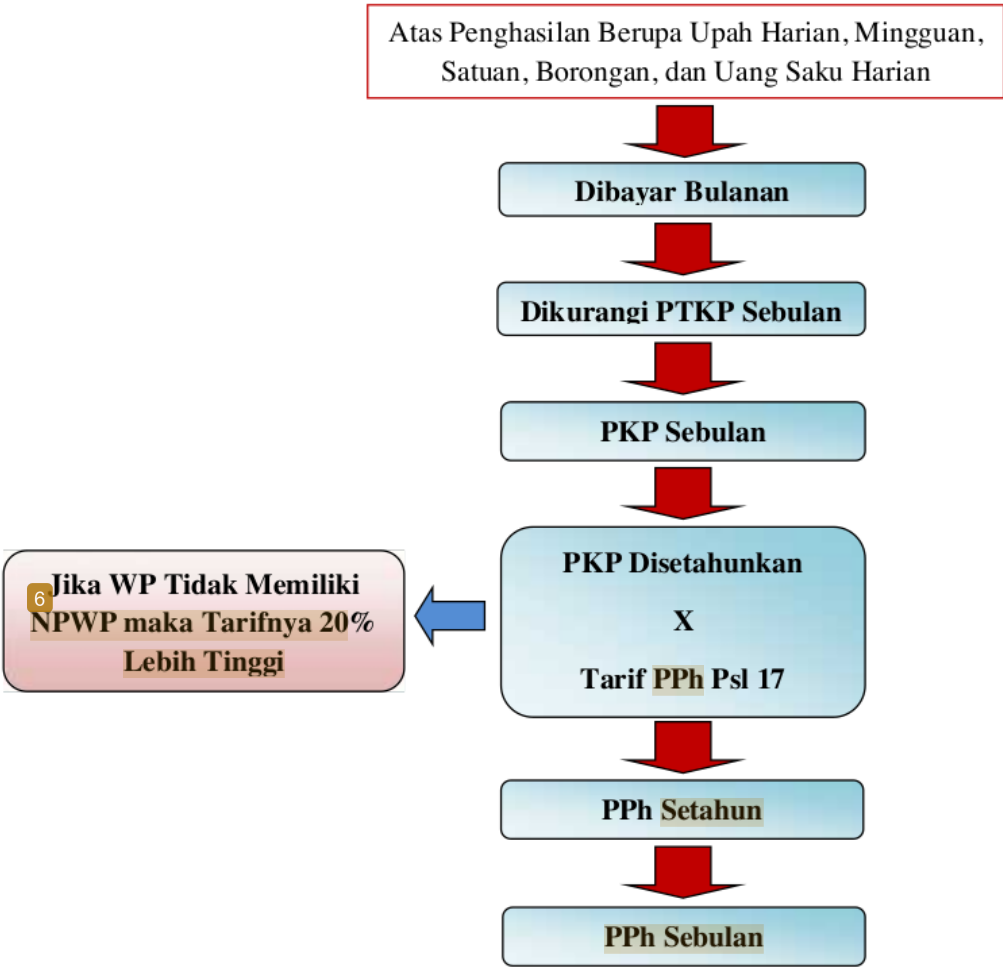 Atas Penghasilan Berupa Upah Harian, Mingguan,
Satuan, Borongan, dan Uang Saku Harian
Dibayar Bulanan
Dikurangi PTKP Sebulan
PKP Sebulan
PKP Disetahunkan
X
Tarif PPh Psl 17
6
Jika WP Tidak Memiliki
NPWP maka Tarifnya 20%
Lebih Tinggi
PPh Setahun
PPh Sebulan